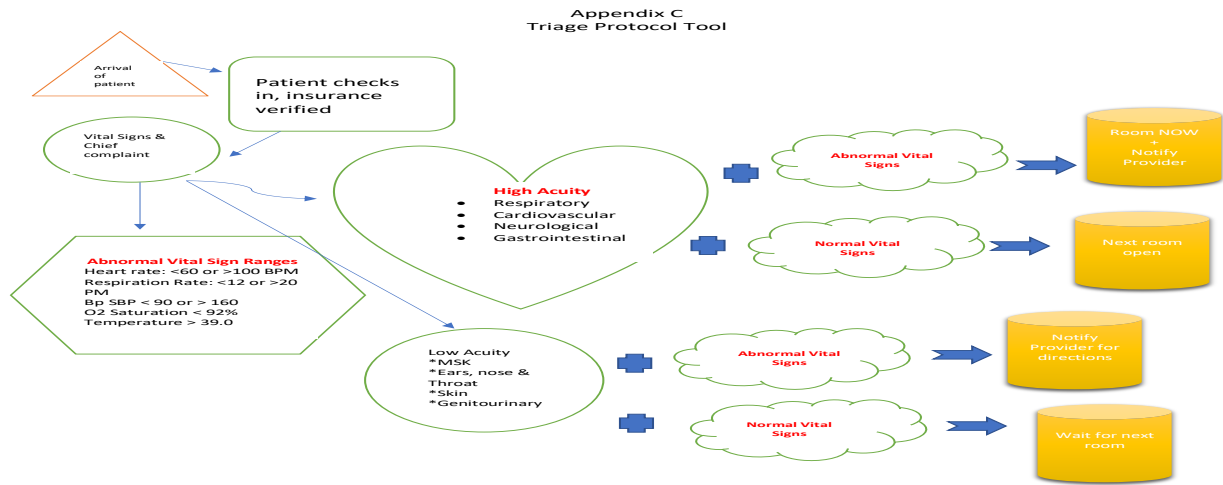 Appendix C
Triage Protocol Tool
Arrival
of
patient
Patient checks
in, insurance
verified
Vital Signs &
Chief
complaint
Abnormal Vital Sign Ranges
Heart rate: <60 or >100 BPM
Respiration Rate: <12 or >20
PM
Bp SBP < 90 or > 160
O2 Saturation < 92%
Temperature > 39.0
High Acuity
• Respiratory
• Cardiovascular
• Neurological
• Gastrointestinal
Abnormal Vital
Signs
Room NOW
+
Notify
Provider
Normal Vital
Signs
Next room
open
Low Acuity
*MSK
*Ears, nose &
Throat
*Skin
*Genitourinary
Abnormal Vital
Signs
Notify
Provider for
directions
Normal Vital
Signs
Wait for next
room